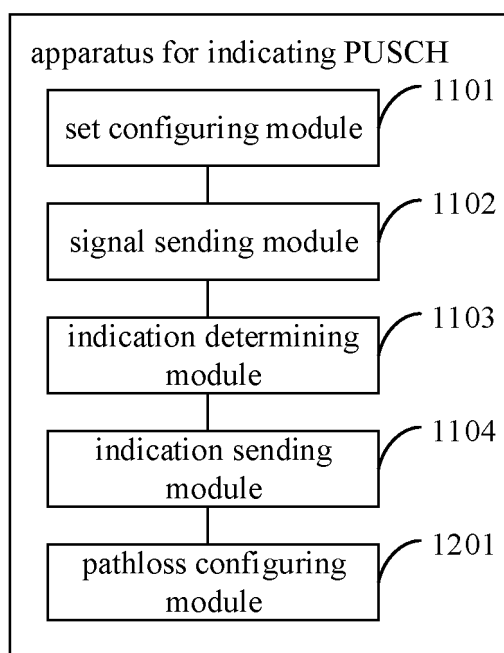 apparatus for indicating PUSCH
1101
set configuring module
1102
signal sending module
1103
indication determining
module
1104
indication sending
module
1201
pathloss configuring
module